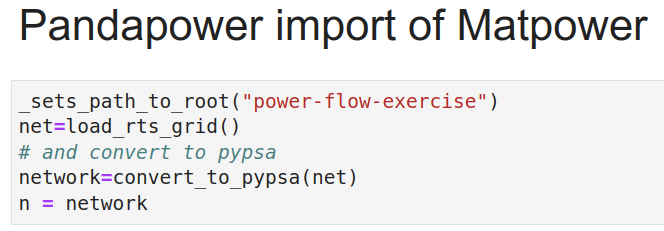 Pandapower import of Matpower
_sets_path_to_root("power-flow-exercise")
net=load_rts_grid()
# and convert to pypsa
network=convert_to_pypsa(net)
n = network